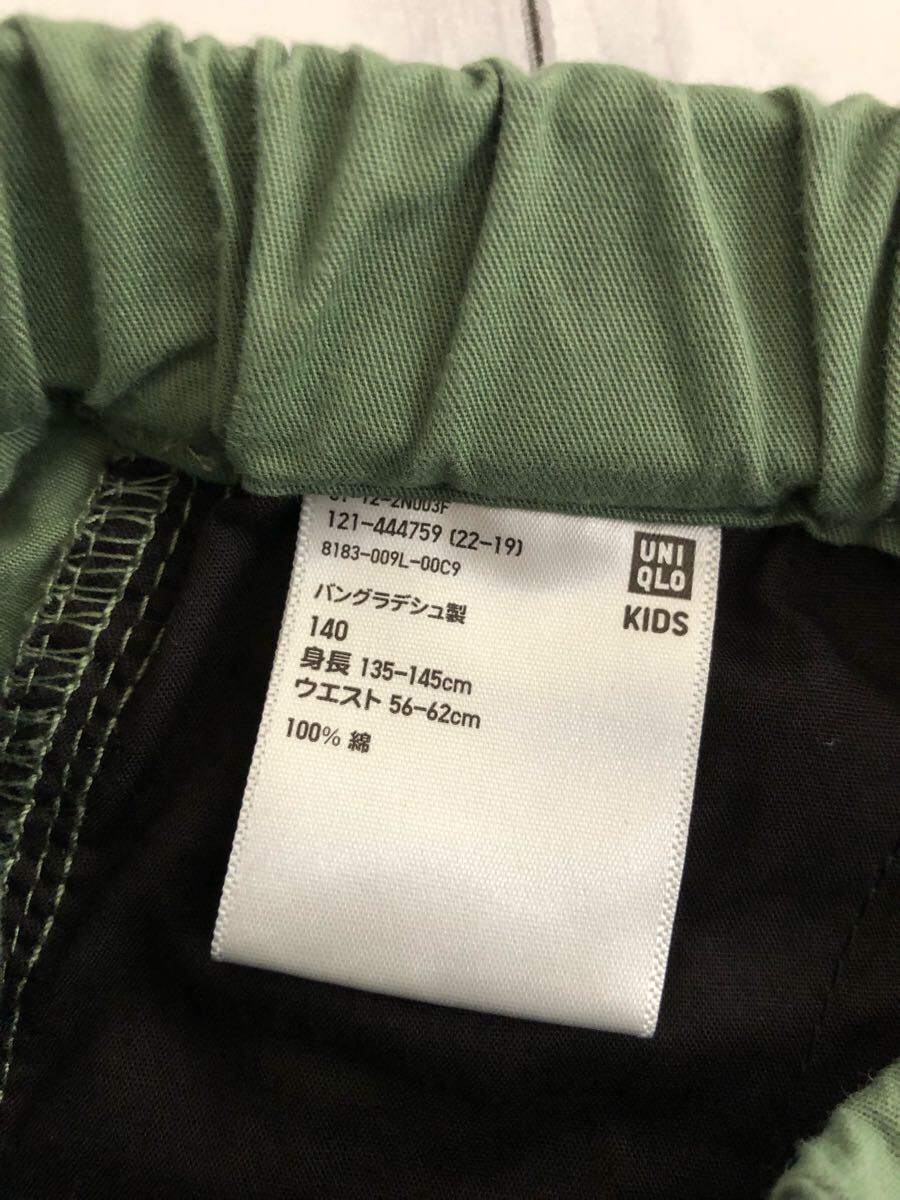 121-444759 (22-19)
8183-009L-00C9
バングラデシュ製
140
身長 135-145cm
ウエスト 56-62cm
100% 綿
UNI
QLO
KIDS